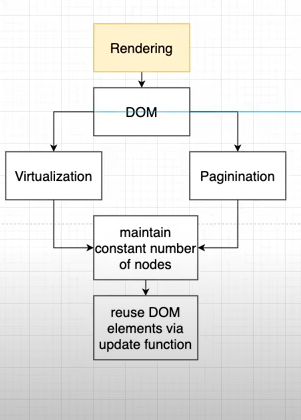 Rendering
DOM
Virtualization
Paginination
maintain
constant number
of nodes
reuse DOM
elements via
update function